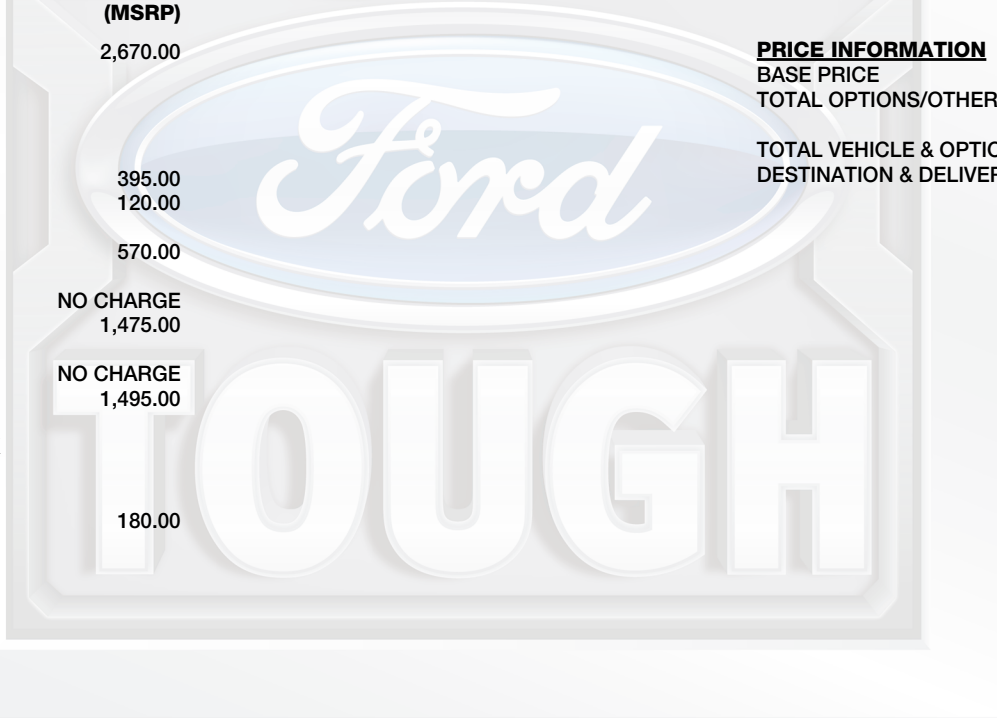 (MSRP)
2,670.00
395.00
120.00
570.00
NO CHARGE
1,475.00
NO CHARGE
1,495.00
180.00
PRICE INFORMATION
BASE PRICE
TOTAL OPTIONS/OTHER
TOTAL VEHICLE & OPTIO
DESTINATION & DELIVER
Ford
TOUGH